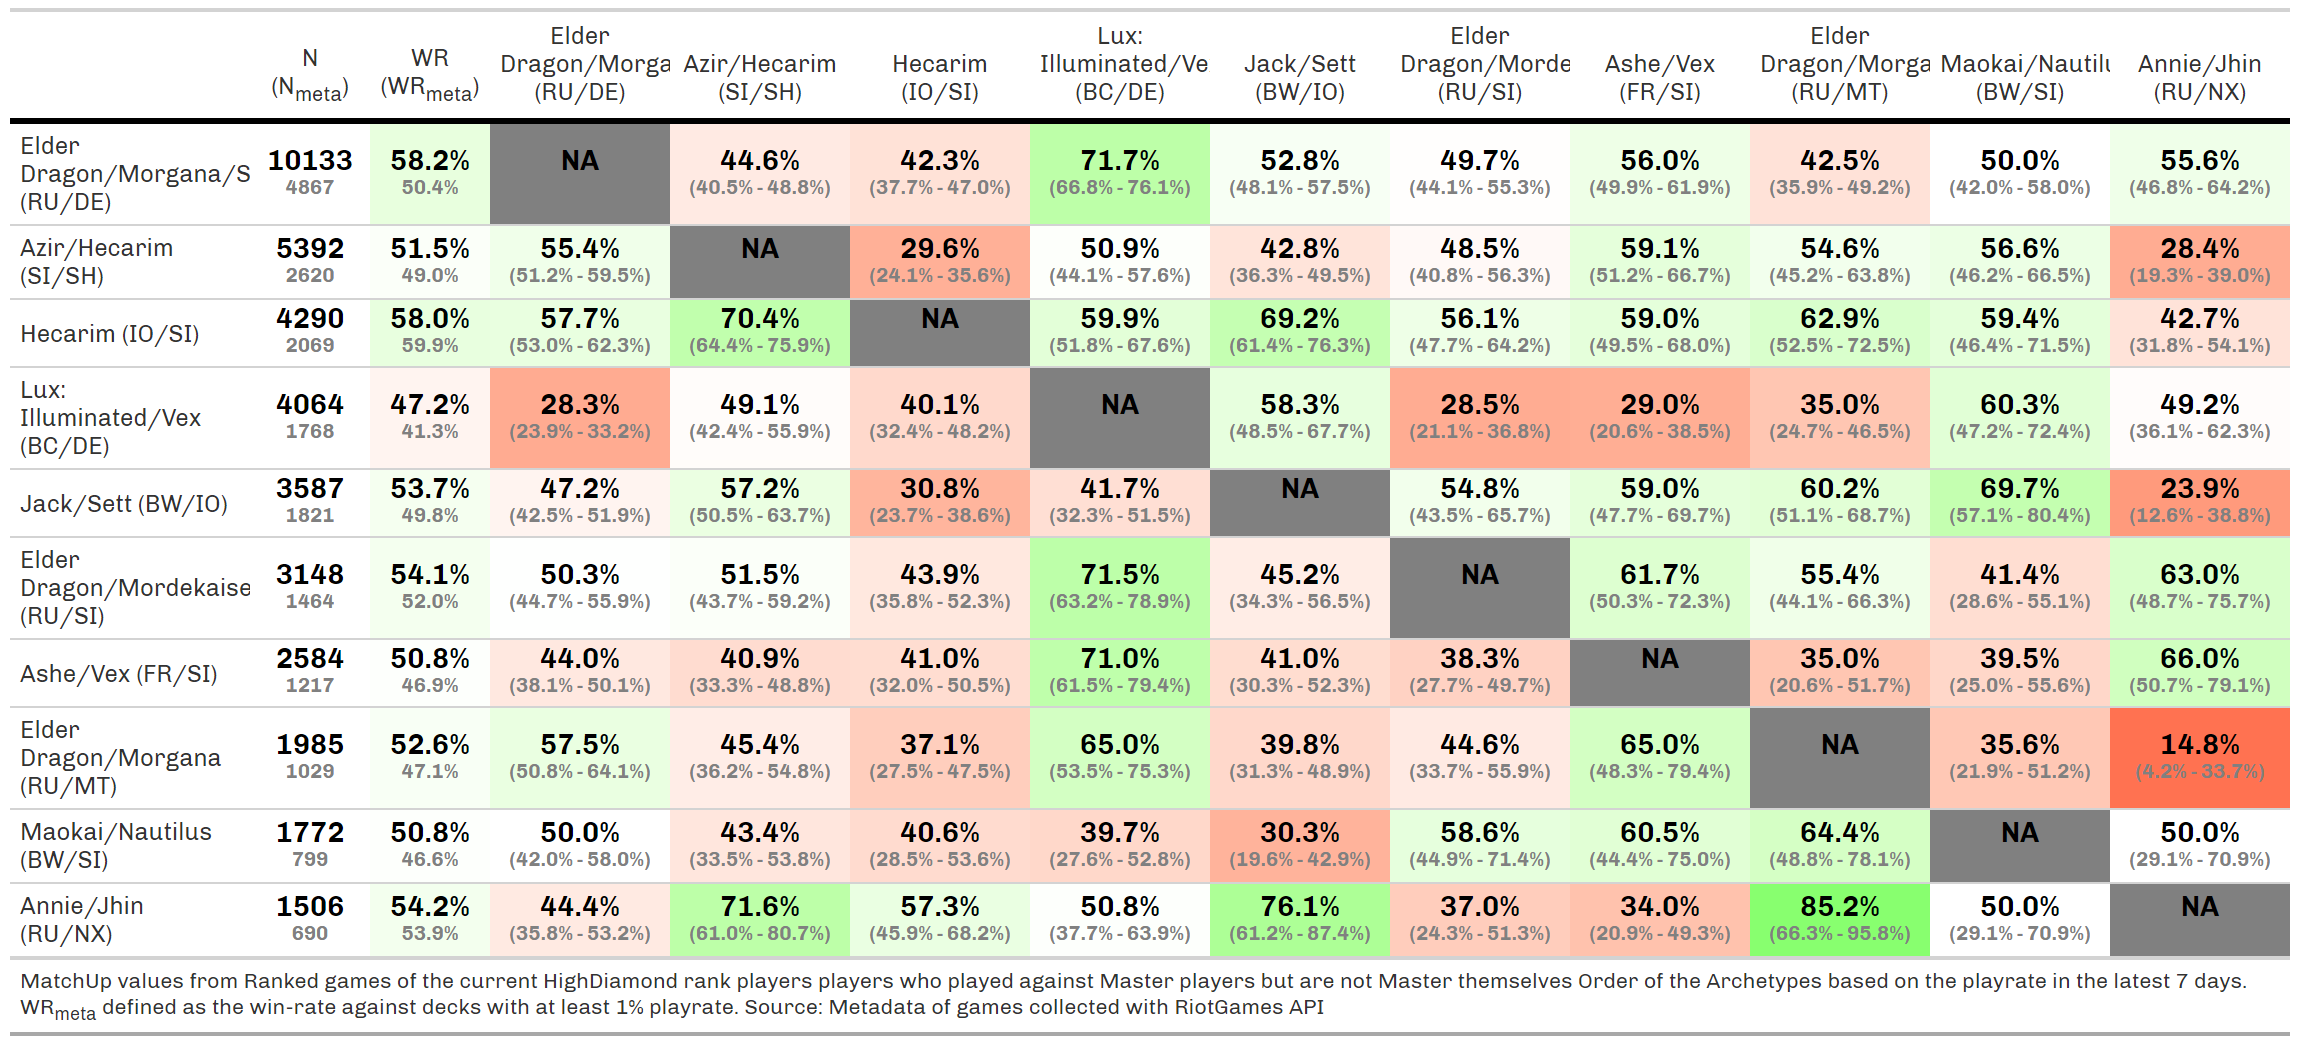 N (Nmeta) WR (WRmeta) Elder Dragon/Morga (RU/DE) Azir/Hecarim (SI/SH) Hecarim (IO/SI) Lux: Illuminated/Ve (BC/DE) Jack/Sett (BW/IO) Elder Dragon/Morde (RU/SI) Ashe/Vex (FR/SI) Elder Dragon/Morga (RU/MT) Maokai/Nautilu (BW/SI) Annie/Jhin (RU/NX)
Elder
Dragon/Morgana/S
(RU/DE)
10133 58.2% NA 44.6% 42.3% 71.7% 52.8% 49.7% 56.0% 42.5% 50.0% 55.6%
4867 50.4% (40.5% - 48.8%) (37.7% - 47.0%) (66.8% - 76.1%) (48.1% - 57.5%) (44.1% - 55.3%) (49.9% - 61.9%) (35.9% - 49.2%) (42.0% - 58.0%) (46.8% - 64.2%)
Azir/Hecarim
(SI/SH)
5392 51.5% 55.4% NA 29.6% 50.9% 42.8% 48.5% 59.1% 54.6% 56.6% 28.4%
2620 49.0% (51.2% - 59.5%) (24.1% - 35.6%) (44.1% - 57.6%) (36.3% - 49.5%) (40.8% - 56.3%) (51.2% - 66.7%) (45.2% - 63.8%) (46.2% - 66.5%) (19.3% - 39.0%)
Hecarim (IO/SI)
4290 58.0% 57.7% 70.4% NA 59.9% 69.2% 56.1% 59.0% 62.9% 59.4% 42.7%
2069 59.9% (53.0% - 62.3%) (64.4% - 75.9%) (51.8% - 67.6%) (61.4% - 76.3%) (47.7% - 64.2%) (49.5% - 68.0%) (52.5% - 72.5%) (46.4% - 71.5%) (31.8% - 54.1%)
Lux:
Illuminated/Vex
(BC/DE)
4064 47.2% 28.3% 49.1% 40.1% NA 58.3% 28.5% 29.0% 35.0% 60.3% 49.2%
1768 41.3% (23.9% - 33.2%) (42.4% - 55.9%) (32.4% - 48.2%) (48.5% - 67.7%) (21.1% - 36.8%) (20.6% - 38.5%) (24.7% - 46.5%) (47.2% - 72.4%) (36.1% - 62.3%)
Jack/Sett (BW/IO)
3587 53.7% 47.2% 57.2% 30.8% 41.7% NA 54.8% 59.0% 60.2% 69.7% 23.9%
1821 49.8% (42.5% - 51.9%) (50.5% - 63.7%) (23.7% - 38.6%) (32.3% - 51.5%) (43.5% - 65.7%) (47.7% - 69.7%) (51.1% - 68.7%) (57.1% - 80.4%) (12.6% - 38.8%)
Elder
Dragon/Mordekaise
(RU/SI)
3148 54.1% 50.3% 51.5% 43.9% 71.5% 45.2% NA 61.7% 55.4% 41.4% 63.0%
1464 52.0% (44.7% - 55.9%) (43.7% - 59.2%) (35.8% - 52.3%) (63.2% - 78.9%) (34.3% - 56.5%) (50.3% - 72.3%) (44.1% - 66.3%) (28.6% - 55.1%) (48.7% - 75.7%)
Ashe/Vex (FR/SI)
2584 50.8% 44.0% 40.9% 41.0% 71.0% 41.0% 38.3% NA 35.0% 39.5% 66.0%
1217 46.9% (38.1% - 50.1%) (33.3% - 48.8%) (32.0% - 50.5%) (61.5% - 79.4%) (30.3% - 52.3%) (27.7% - 49.7%) (20.6% - 51.7%) (25.0% - 55.6%) (50.7% - 79.1%)
Elder
Dragon/Morgana
(RU/MT)
1985 52.6% 57.5% 45.4% 37.1% 65.0% 39.8% 44.6% 65.0% NA 35.6% 14.8%
1029 47.1% (50.8% - 64.1%) (36.2% - 54.8%) (27.5% - 47.5%) (53.5% - 75.3%) (31.3% - 48.9%) (33.7% - 55.9%) (48.3% - 79.4%) (21.9% - 51.2%) (4.2% - 33.7%)
Maokai/Nautilus
(BW/SI)
1772 50.8% 50.0% 43.4% 40.6% 39.7% 30.3% 58.6% 60.5% 64.4% NA 50.0%
799 46.6% (42.0% - 58.0%) (33.5% - 53.8%) (28.5% - 53.6%) (27.6% - 52.8%) (19.6% - 42.9%) (44.9% - 71.4%) (44.4% - 75.0%) (48.8% - 78.1%) (29.1% - 70.9%)
Annie/Jhin
(RU/NX)
1506 54.2% 44.4% 71.6% 57.3% 50.8% 76.1% 37.0% 34.0% 85.2% 50.0% NA
690 53.9% (35.8% - 53.2%) (61.0% - 80.7%) (45.9% - 68.2%) (37.7% - 63.9%) (61.2% - 87.4%) (24.3% - 51.3%) (20.9% - 49.3%) (66.3% - 95.8%) (29.1% - 70.9%)
MatchUp values from Ranked games of the current HighDiamond rank players players who played against Master players but are not Master themselves Order of the Archetypes based on the playrate in the latest 7 days.
WRmeta defined as the win-rate against decks with at least 1% playrate. Source: Metadata of games collected with RiotGames API